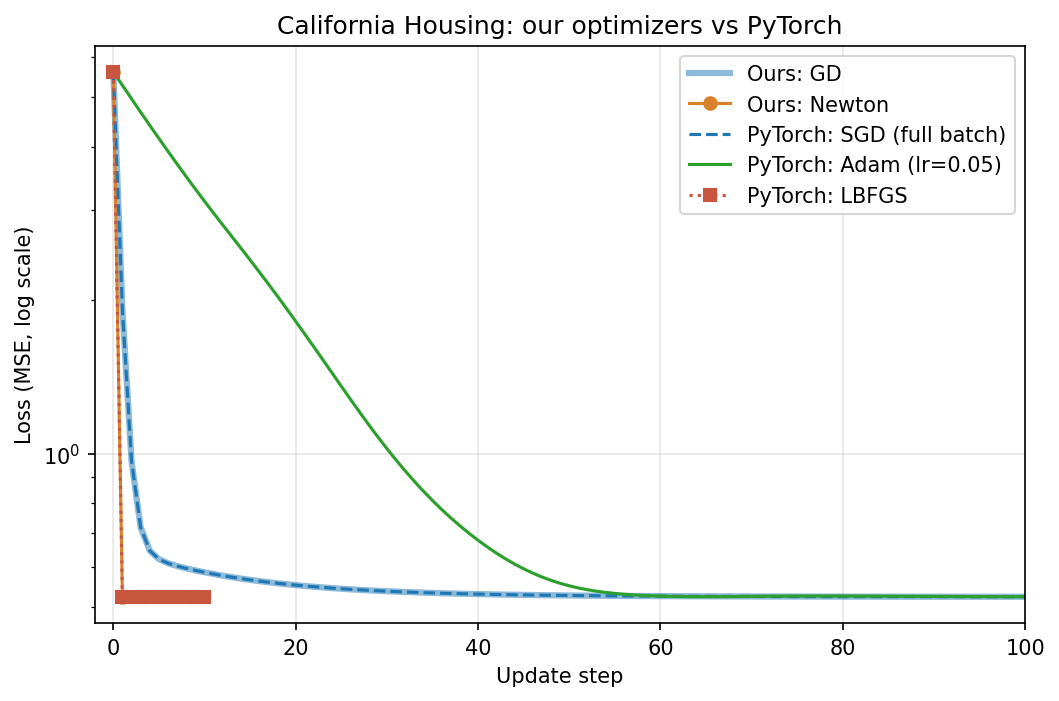 California Housing: our optimizers vs PyTorch
Ours: GD
Ours: Newton
PyTorch: SGD (full batch)
PyTorch: Adam (lr=0.05)
PyTorch: LBFGS
Loss (MSE, log scale)
10⁰
0 20 40 60 80 100
Update step